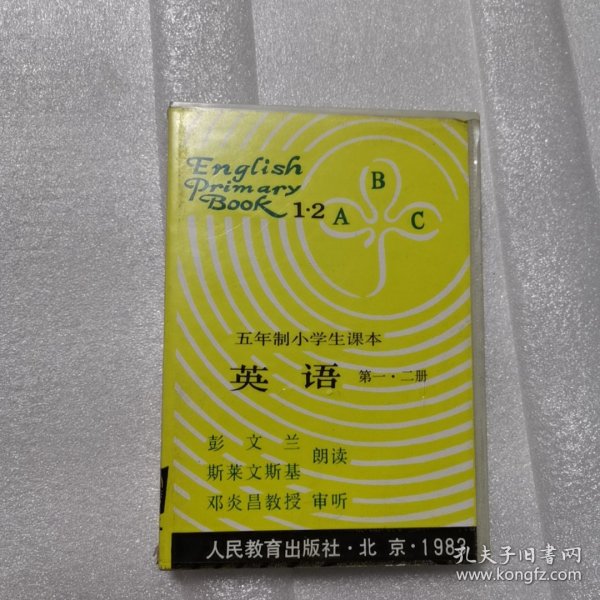 English
Primary
Book 1·2
A B C
五年制小学生课本
英语 第一·二册
彭文兰
斯莱文斯基 朗读
邓炎昌教授 审听
人民教育出版社·北京·1983
孔夫子旧书网
www.kongfz.com